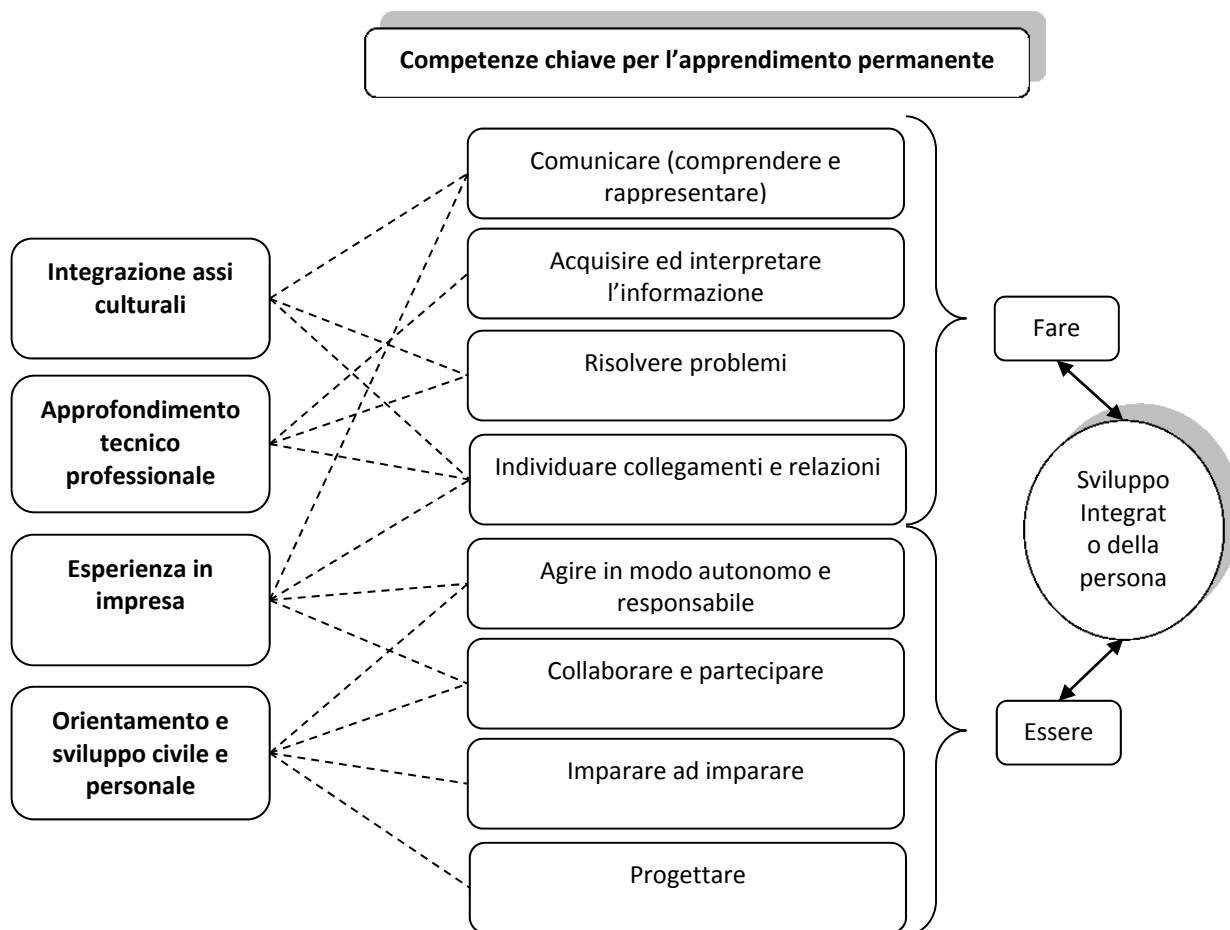 Competenze chiave per l’apprendimento permanente
Integrazione assi
culturali
Approfondimento
tecnico
professionale
Esperienza in
impresa
Orientamento e
sviluppo civile e
personale
Comunicare (comprendere e
rappresentare)
Acquisire ed interpretare
l’informazione
Risolvere problemi
Individuare collegamenti e relazioni
Agire in modo autonomo e
responsabile
Collaborare e partecipare
Imparare ad imparare
Progettare
Fare
Sviluppo
Integrat
o della
persona
Essere